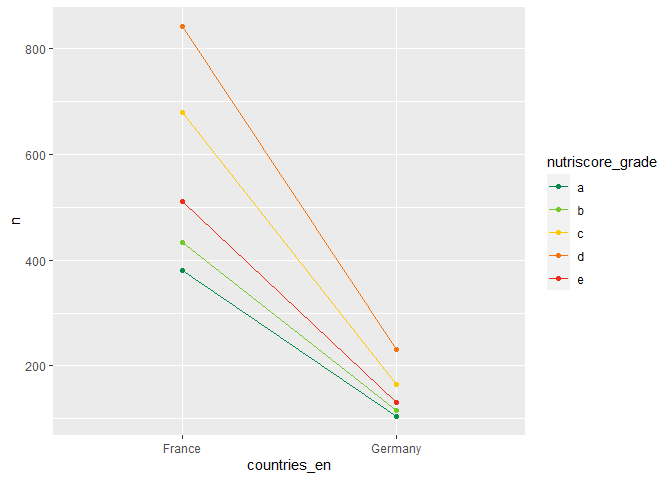 800
600
400
200
n
France
Germany
countries_en
nutriscore_grade
a
b
c
d
e